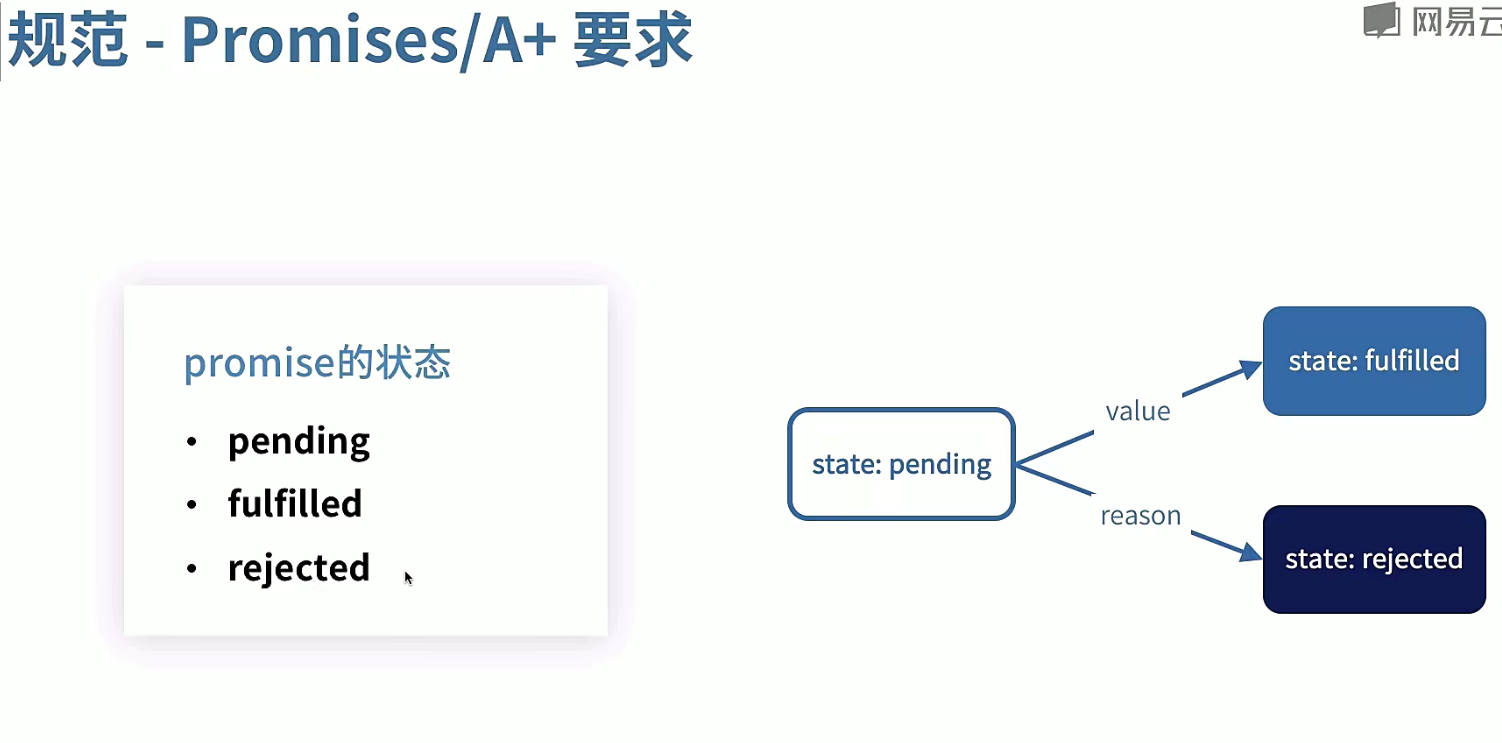 规范 - Promises/A+ 要求
网易云
promise的状态
• pending
• fulfilled
• rejected
state: pending
value
reason
state: fulfilled
state: rejected